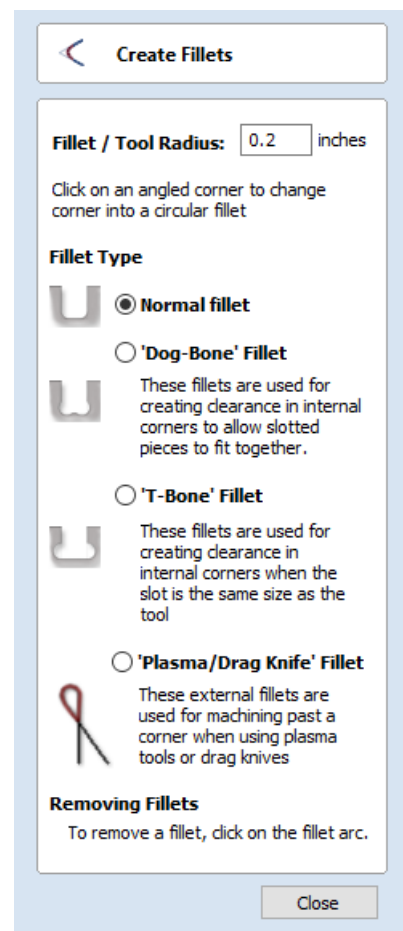 Create Fillets
Fillet / Tool Radius: 0.2 inches
Click on an angled corner to change
corner into a circular fillet
Fillet Type
Normal fillet
'Dog-Bone' Fillet
These fillets are used for
creating clearance in internal
corners to allow slotted
pieces to fit together.
'T-Bone' Fillet
These fillets are used for
creating clearance in
internal corners when the
slot is the same size as the
tool
'Plasma/Drag Knife' Fillet
These external fillets are
used for machining past a
corner when using plasma
tools or drag knives
Removing Fillets
To remove a fillet, click on the fillet arc.
Close